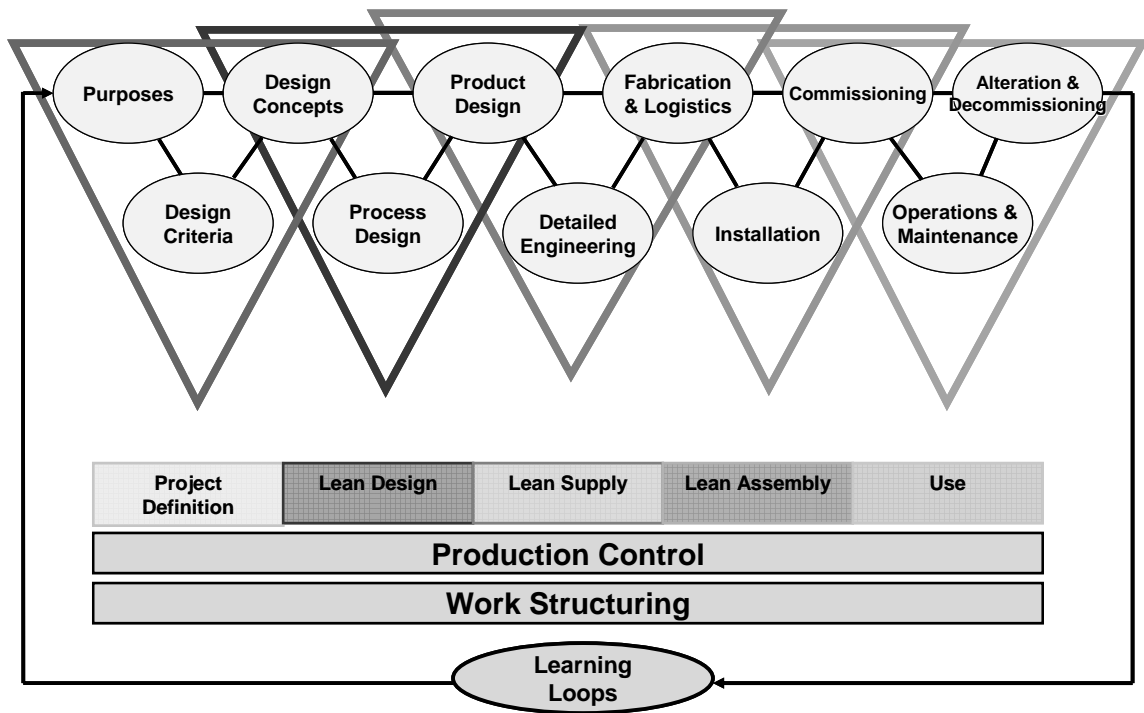 Purposes
Design
Concepts
Product
Design
Fabrication
& Logistics
Commissioning
Alteration &
Decommissioning
Design
Criteria
Process
Design
Detailed
Engineering
Installation
Operations &
Maintenance
Project
Definition
Lean Design
Lean Supply
Lean Assembly
Use
Production Control
Work Structuring
Learning
Loops